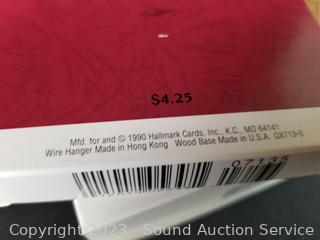 $4.25
Mfd. for and © 1990 Hallmark Cards, Inc., K.C., MO 64141
Wire Hanger Made in Hong Kong Wood Base Made in U.S.A. QX713-5
07135
Copyright 2023 - Sound Auction Service